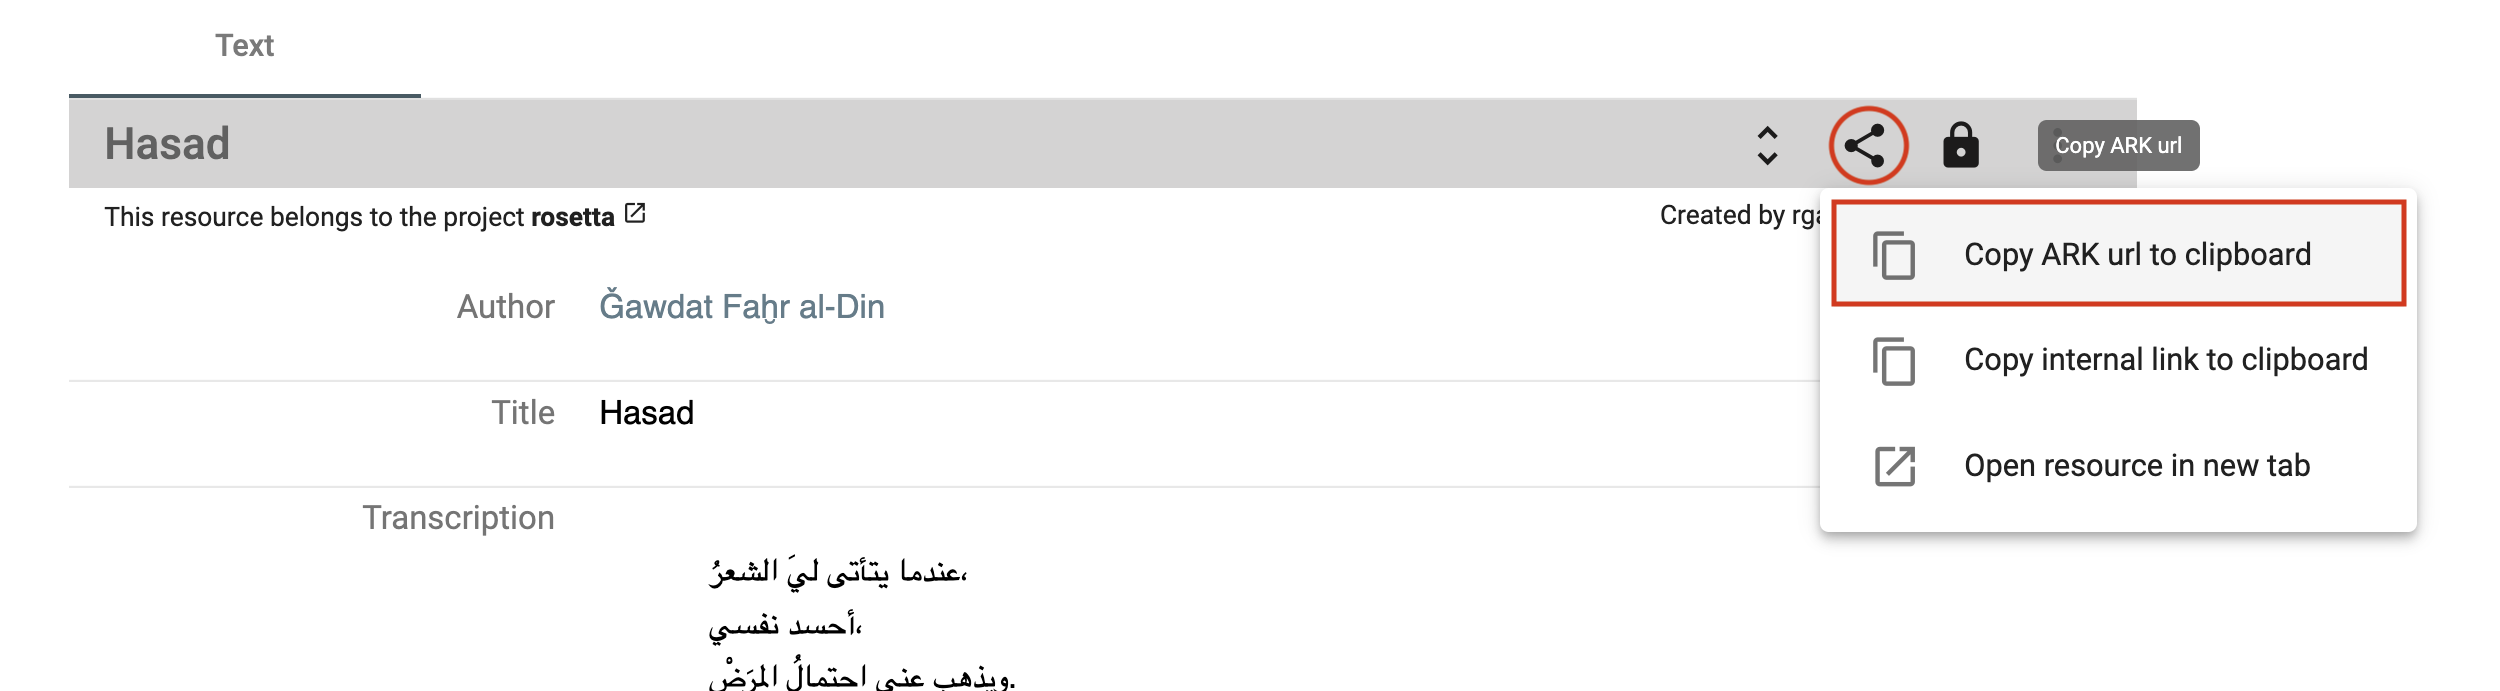 Text
Hasad
Copy ARK url
This resource belongs to the project rosetta
Created by
Copy ARK url to clipboard
Author Ǧawdat Faḫr al-Din
Copy internal link to clipboard
Title Hasad
Open resource in new tab
Transcription
عندما يتأتى ليَ الشعرُ،
أحسد نفسي،
ويذهب عني احتمالُ المَرَضْ.